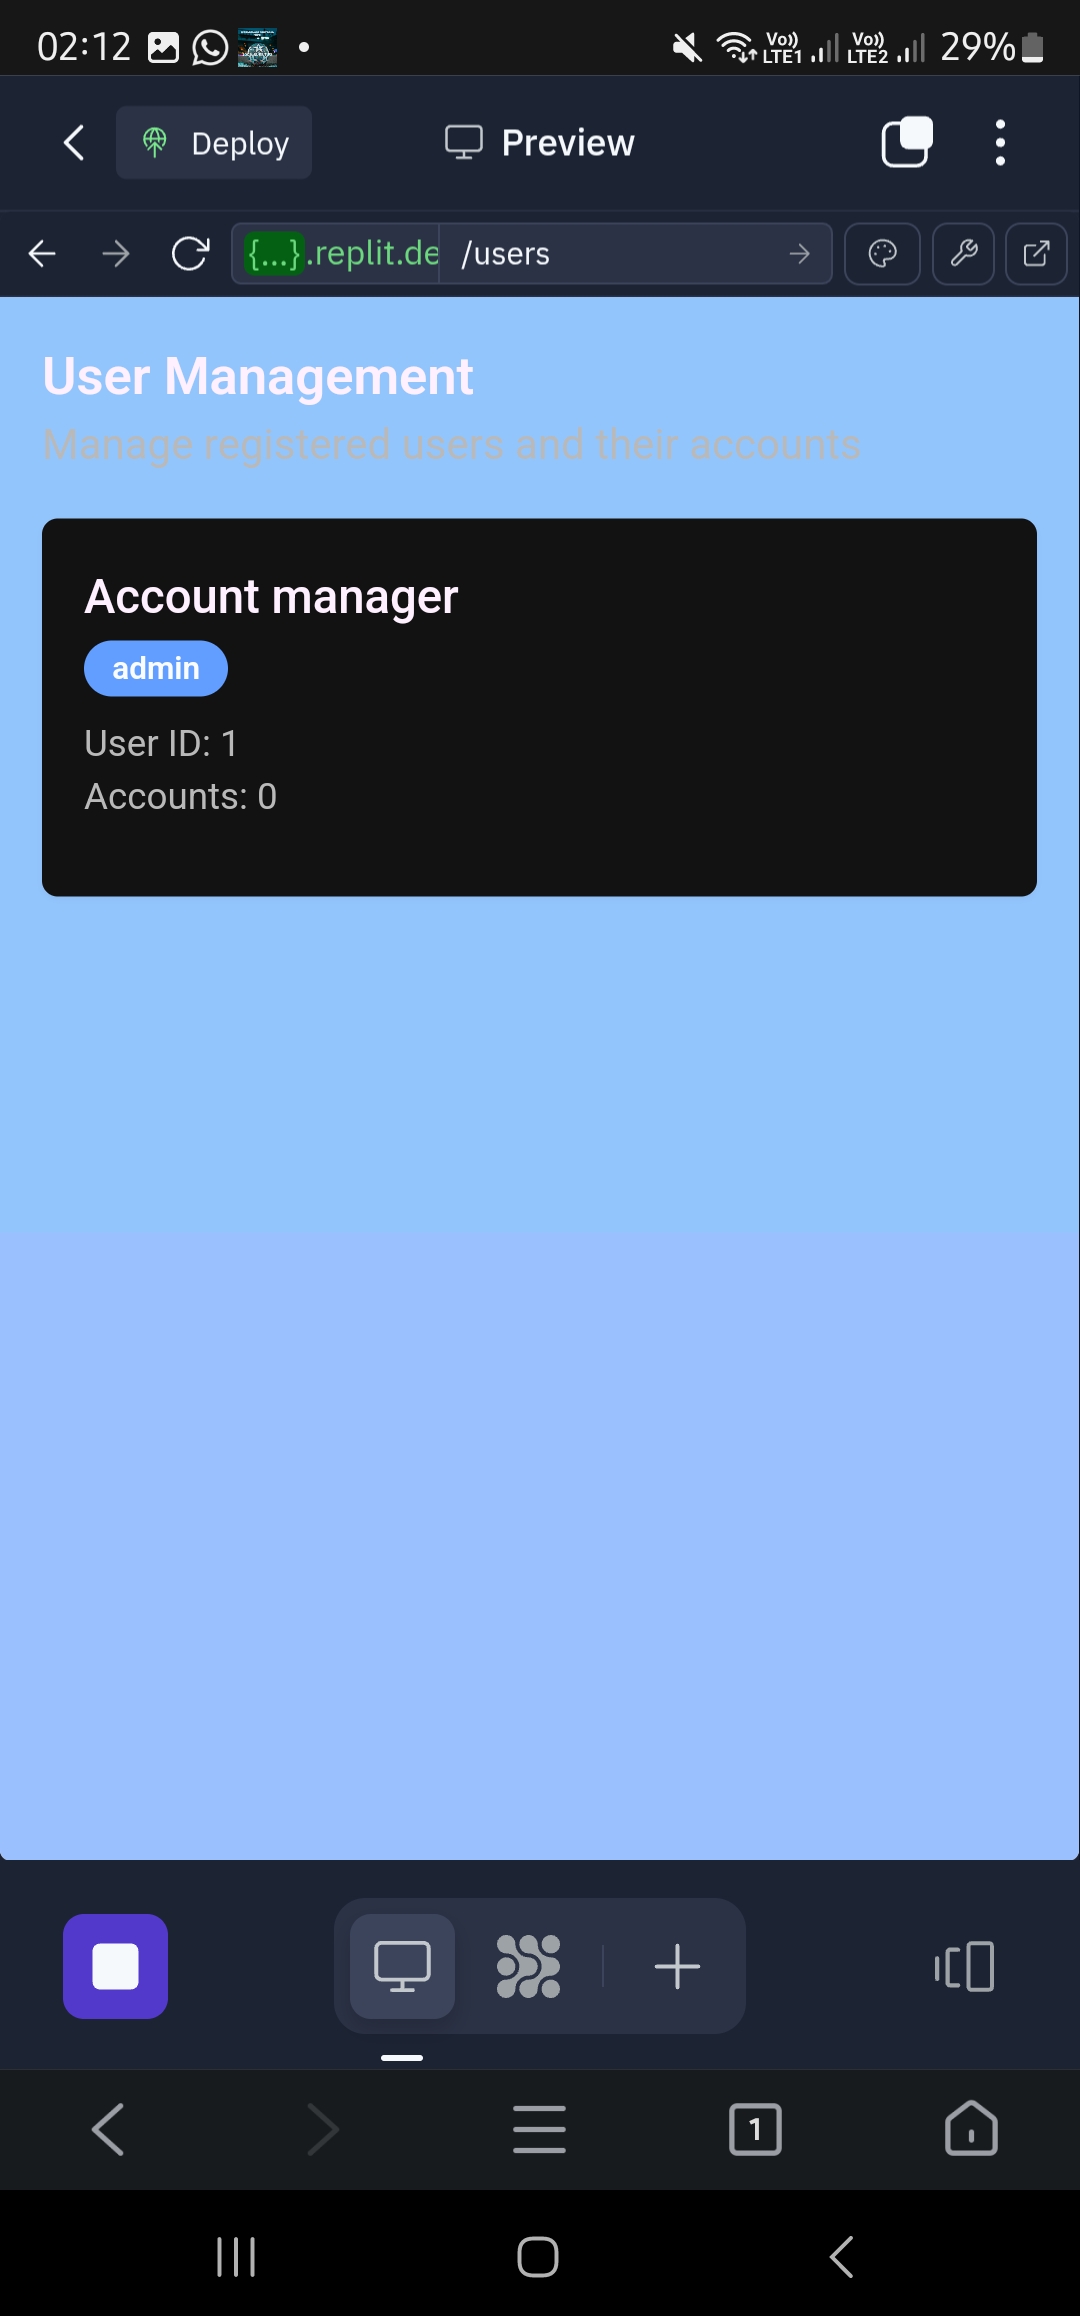 02:12
Vo)) LTE1 Vo)) LTE2 29%
Deploy
Preview
{...}.replit.de
/users
User Management
Manage registered users and their accounts
Account manager
admin
User ID: 1
Accounts: 0
1